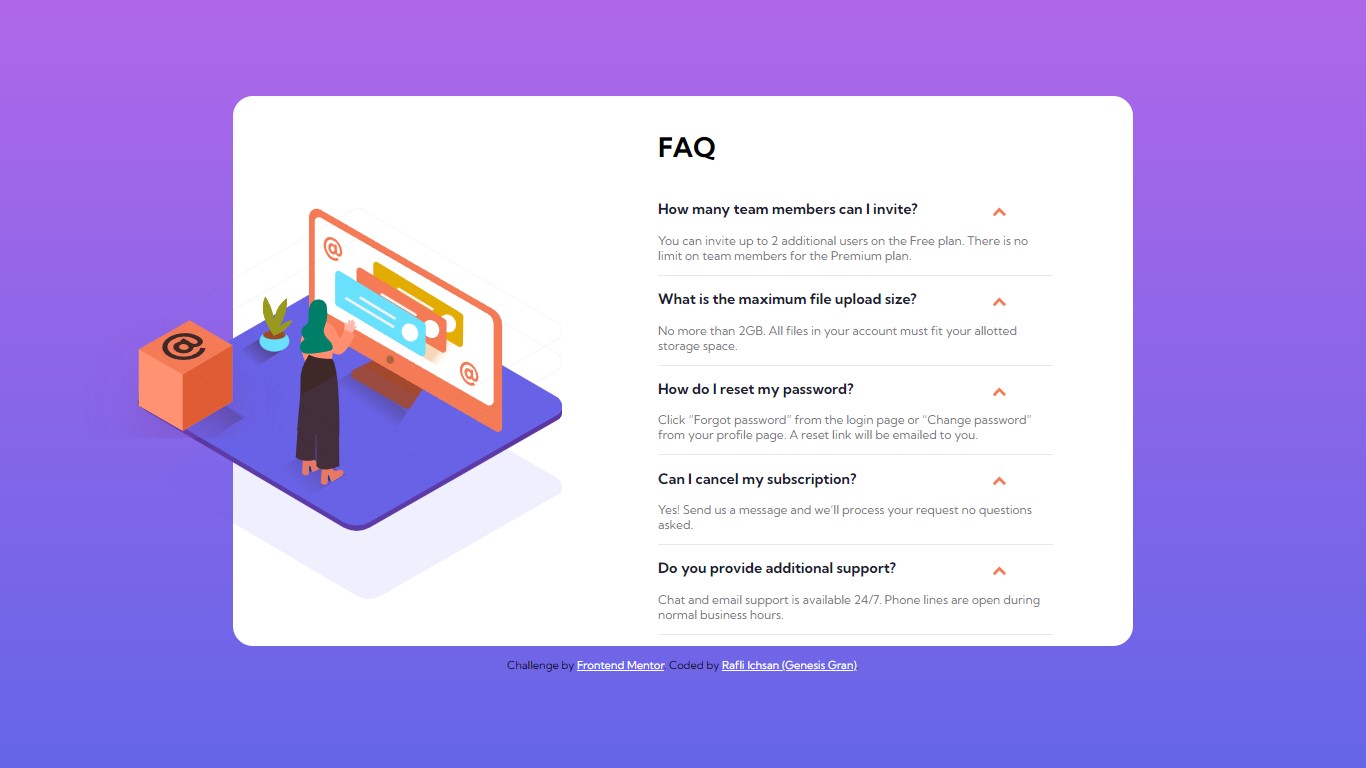 FAQ
How many team members can I invite?
You can invite up to 2 additional users on the Free plan. There is no
limit on team members for the Premium plan.
What is the maximum file upload size?
No more than 2GB. All files in your account must fit your allotted
storage space.
How do I reset my password?
Click “Forgot password” from the login page or “Change password”
from your profile page. A reset link will be emailed to you.
Can I cancel my subscription?
Yes! Send us a message and we’ll process your request no questions
asked.
Do you provide additional support?
Chat and email support is available 24/7. Phone lines are open during
normal business hours.
@
@
@
Challenge by Frontend Mentor. Coded by Rafli Ichsan (Genesis Gran).